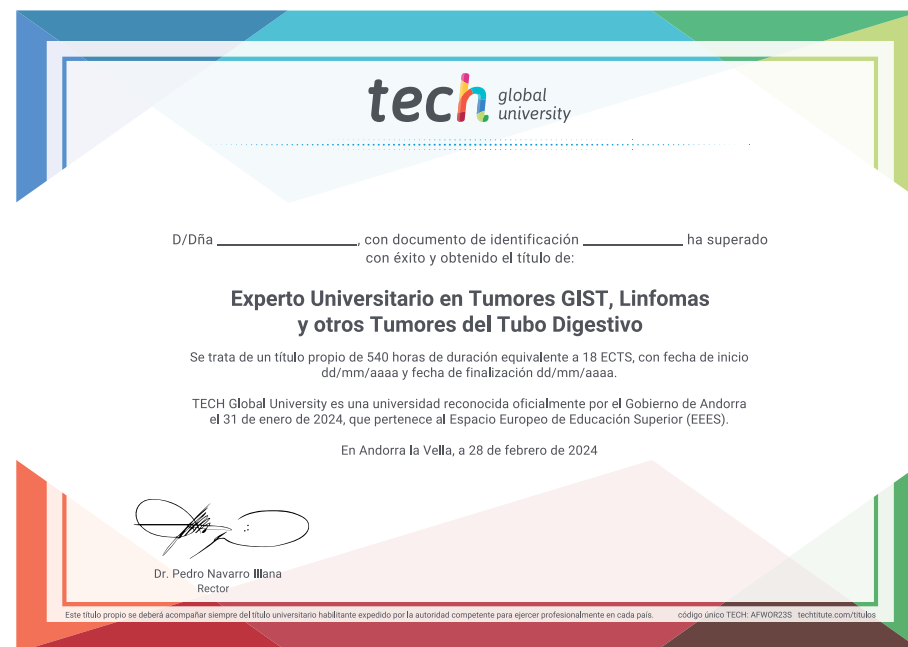 tech global university
D/Dña ____________, con documento de identificación ____________ ha superado
con éxito y obtenido el título de:
Experto Universitario en Tumores GIST, Linfomas
y otros Tumores del Tubo Digestivo
Se trata de un título propio de 540 horas de duración equivalente a 18 ECTS, con fecha de inicio
dd/mm/aaaa y fecha de finalización dd/mm/aaaa.
TECH Global University es una universidad reconocida oficialmente por el Gobierno de Andorra
el 31 de enero de 2024, que pertenece al Espacio Europeo de Educación Superior (EEES).
En Andorra la Vella, a 28 de febrero de 2024
Dr. Pedro Navarro Illana
Rector
Este título propio se deberá acompañar siempre del título universitario habilitante expedido por la autoridad competente para ejercer profesionalmente en cada país. código único TECH: AFWOR23S techtitute.com/titulos